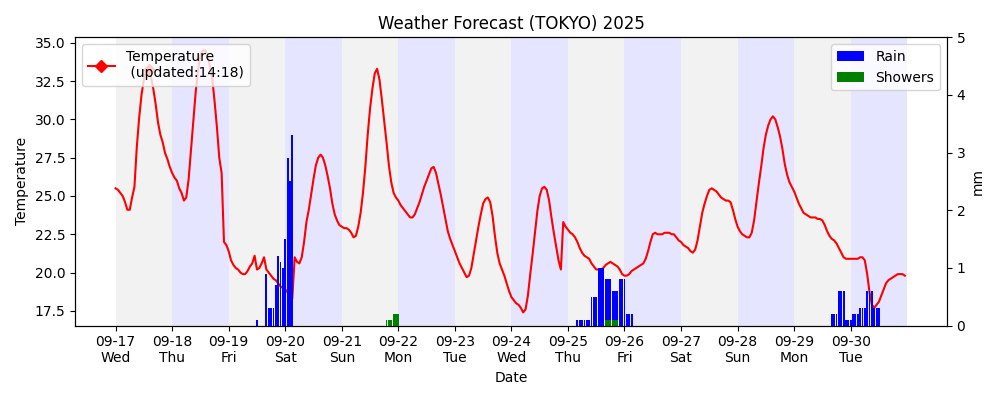 Weather Forecast (TOKYO) 2025
Temperature
(updated:14:18)
Rain
Showers
35.0
32.5
30.0
27.5
25.0
22.5
20.0
17.5
Temperature
5
4
3
2
1
0
mm
09-17 09-18 09-19 09-20 09-21 09-22 09-23 09-24 09-25 09-26 09-27 09-28 09-29 09-30
Wed Thu Fri Sat Sun Mon Tue Wed Thu Fri Sat Sun Mon Tue
Date